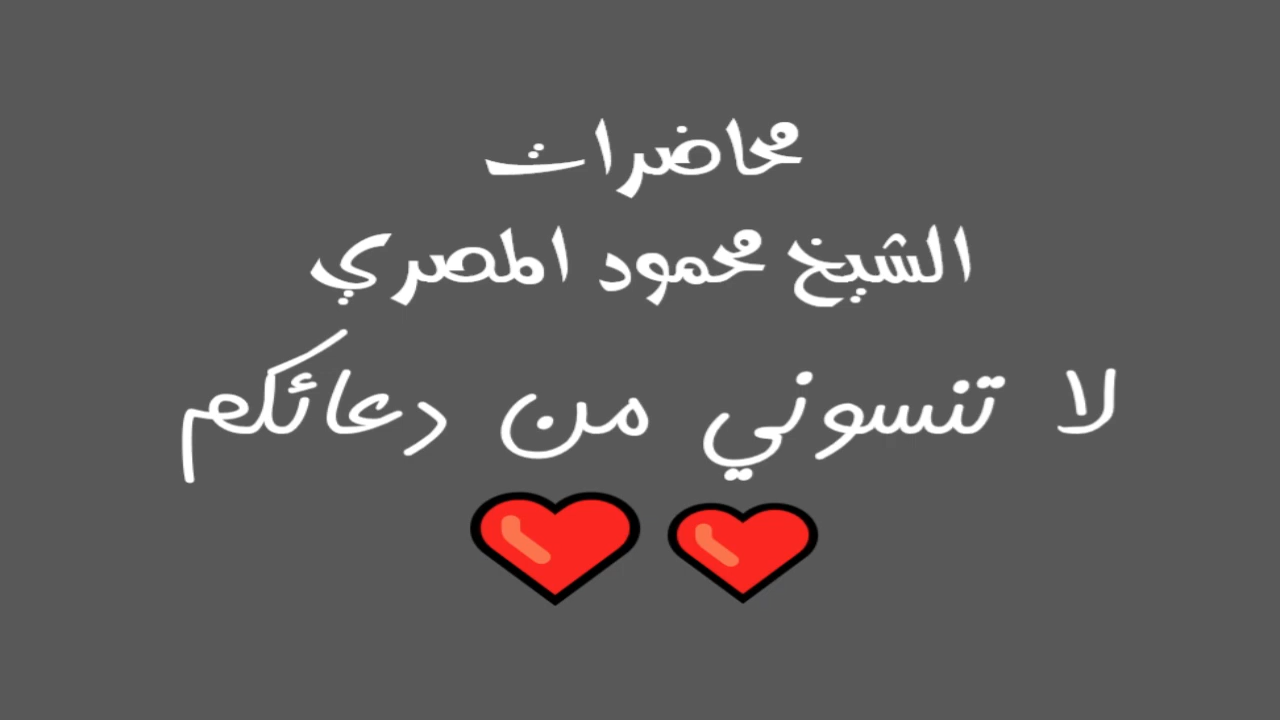 محاضرات
الشيخ محمود المصري
لا تنسوني من دعائكم